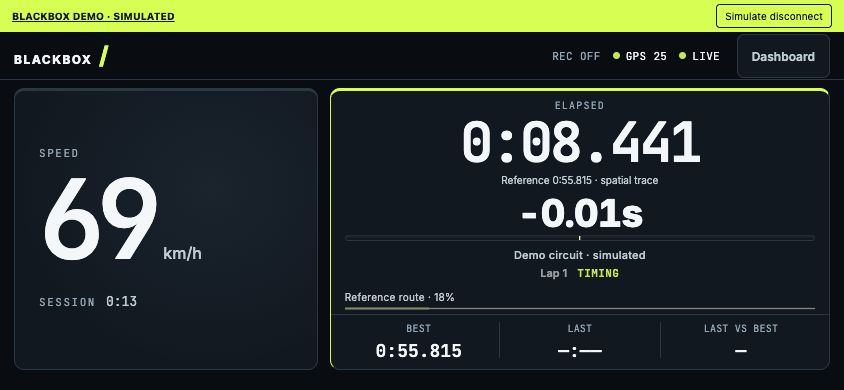 BLACKBOX DEMO · SIMULATED
Simulate disconnect
BLACKBOX /
REC OFF
GPS 25
LIVE
Dashboard
SPEED
69 km/h
SESSION 0:13
ELAPSED
0:08.441
Reference 0:55.815 · spatial trace
-0.01s
Demo circuit · simulated
Lap 1 TIMING
Reference route · 18%
BEST
0:55.815
LAST
—:——
LAST VS BEST
—